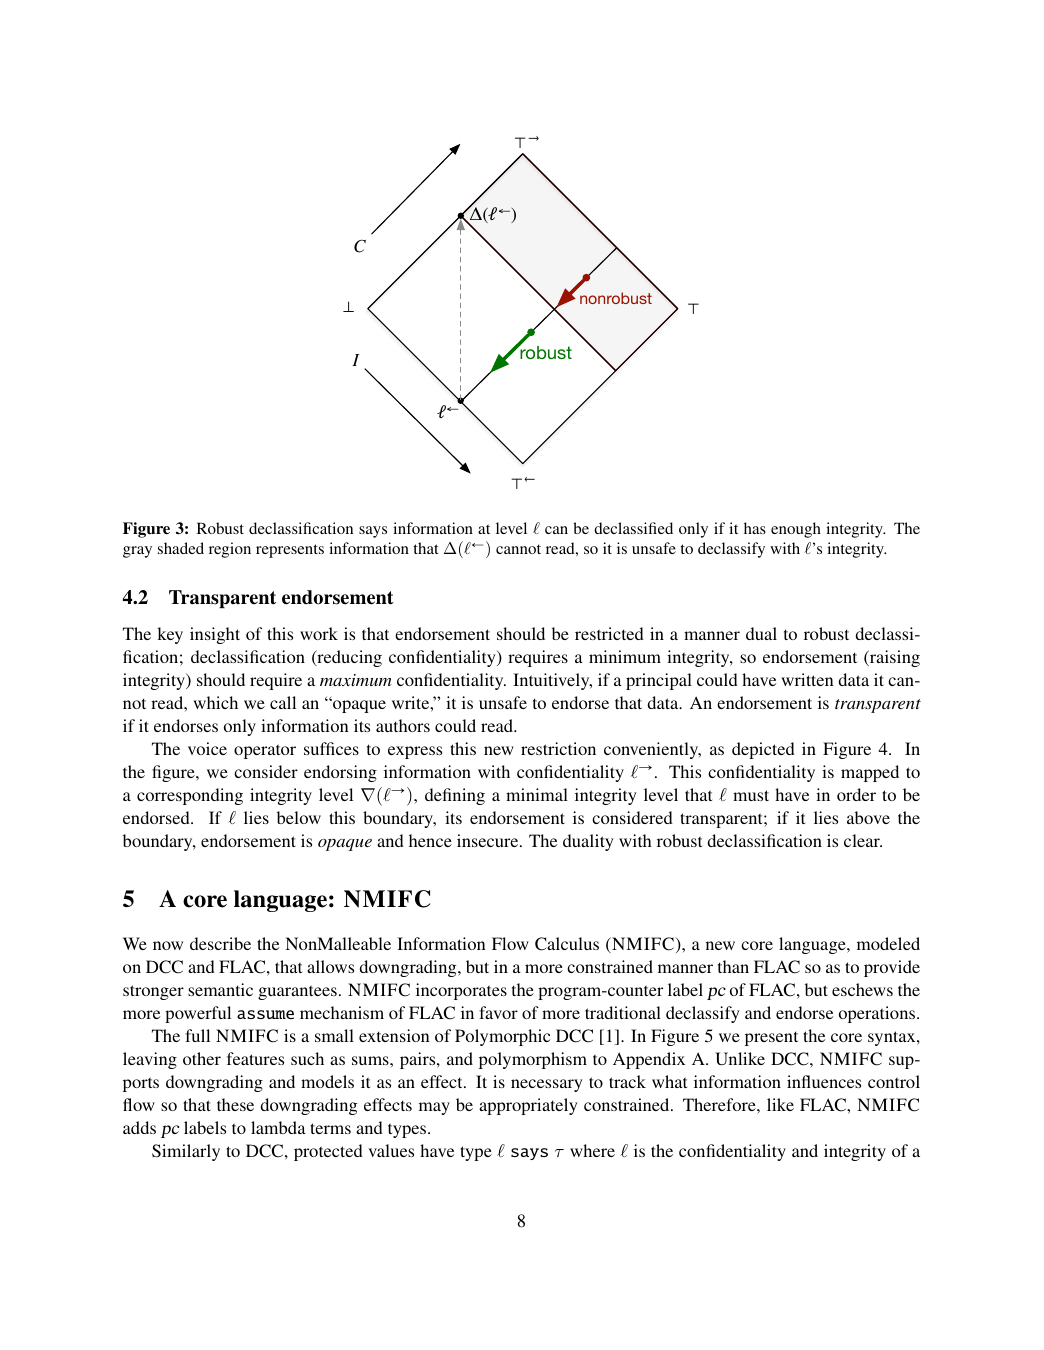 ⊤→
Δ(ℓ←)
C
nonrobust
⊥
⊤
robust
I
ℓ←
⊤←
Figure 3: Robust declassification says information at level ℓ can be declassified only if it has enough integrity. The
gray shaded region represents information that Δ(ℓ←) cannot read, so it is unsafe to declassify with ℓ's integrity.
4.2 Transparent endorsement
The key insight of this work is that endorsement should be restricted in a manner dual to robust declassi-
fication; declassification (reducing confidentiality) requires a minimum integrity, so endorsement (raising
integrity) should require a maximum confidentiality. Intuitively, if a principal could have written data it can-
not read, which we call an “opaque write,” it is unsafe to endorse that data. An endorsement is transparent
if it endorses only information its authors could read.
The voice operator suffices to express this new restriction conveniently, as depicted in Figure 4. In
the figure, we consider endorsing information with confidentiality ℓ→. This confidentiality is mapped to
a corresponding integrity level ∇(ℓ→), defining a minimal integrity level that ℓ must have in order to be
endorsed. If ℓ lies below this boundary, its endorsement is considered transparent; if it lies above the
boundary, endorsement is opaque and hence insecure. The duality with robust declassification is clear.
5 A core language: NMIFC
We now describe the NonMalleable Information Flow Calculus (NMIFC), a new core language, modeled
on DCC and FLAC, that allows downgrading, but in a more constrained manner than FLAC so as to provide
stronger semantic guarantees. NMIFC incorporates the program-counter label pc of FLAC, but eschews the
more powerful assume mechanism of FLAC in favor of more traditional declassify and endorse operations.
The full NMIFC is a small extension of Polymorphic DCC [1]. In Figure 5 we present the core syntax,
leaving other features such as sums, pairs, and polymorphism to Appendix A. Unlike DCC, NMIFC sup-
ports downgrading and models it as an effect. It is necessary to track what information influences control
flow so that these downgrading effects may be appropriately constrained. Therefore, like FLAC, NMIFC
adds pc labels to lambda terms and types.
Similarly to DCC, protected values have type ℓ says τ where ℓ is the confidentiality and integrity of a
8